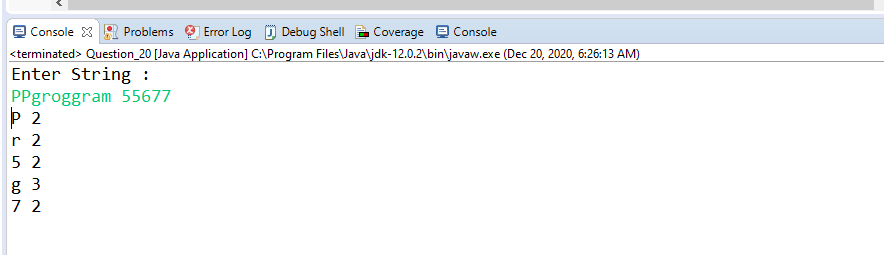 Console Problems Error Log Debug Shell Coverage Console
<terminated> Question_20 [Java Application] C:\Program Files\Java\jdk-12.0.2\bin\javaw.exe (Dec 20, 2020, 6:26:13 AM)
Enter String :
PPgroggram 55677
P 2
r 2
5 2
g 3
7 2